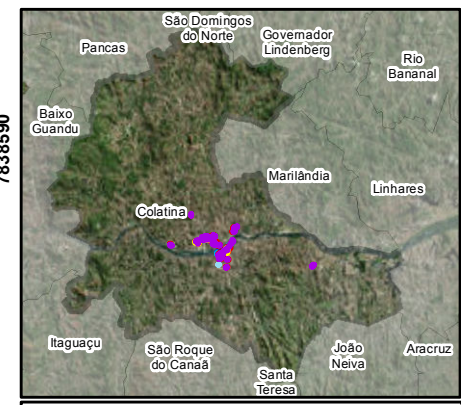 São Domingos
do Norte
Governador
Lindenberg
Pancas
Rio
Bananal
Baixo
Guandu
7838590
Marilândia
Linhares
Colatina
Itaguaçu
São Roque
do Canaã
João
Neiva
Aracruz
Santa
Teresa